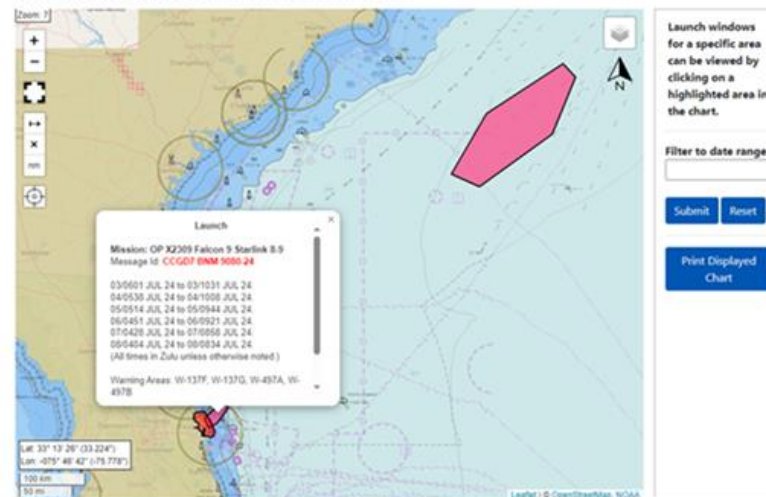 Zoom: 7
+
−
nm
N
Launch
×
Mission: OP X2309 Falcon 9 Starlink 8-9
Message Id: CCGD7 BNM 9080-24
03/0601 JUL 24 to 03/1031 JUL 24.
04/0538 JUL 24 to 04/1008 JUL 24.
05/0514 JUL 24 to 05/0944 JUL 24.
06/0451 JUL 24 to 06/0921 JUL 24.
07/0428 JUL 24 to 07/0858 JUL 24.
08/0404 JUL 24 to 08/0834 JUL 24.
(All times in Zulu unless otherwise noted.)
Warning Areas: W-137F, W-137G, W-497A, W-
497B
Lat: 33° 13' 26" (33.224°)
Lon: -075° 46' 42" (-75.778°)
100 km
50 mi
Leaflet | © OpenStreetMap, NOAA
Launch windows
for a specific area
can be viewed by
clicking on a
highlighted area in
the chart.
Filter to date range
Submit
Reset
Print Displayed
Chart